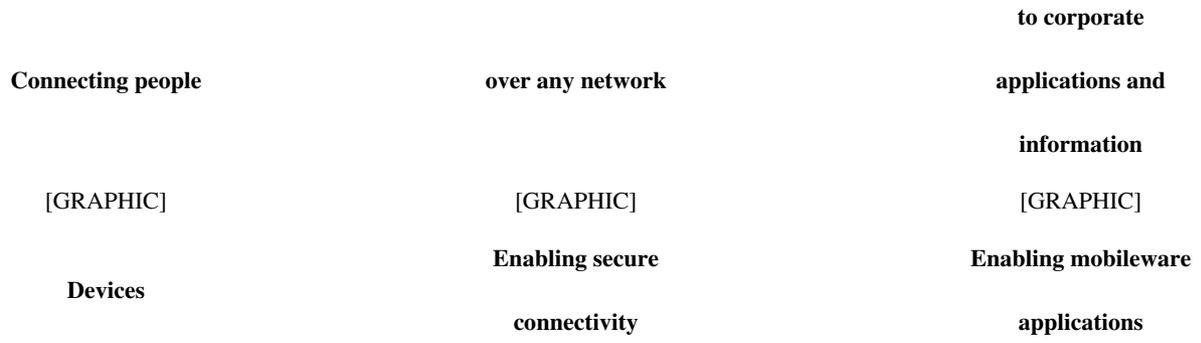 Connecting people
over any network
to corporate
applications and
information
[GRAPHIC]
[GRAPHIC]
[GRAPHIC]
Devices
Enabling secure
connectivity
Enabling mobileware
applications